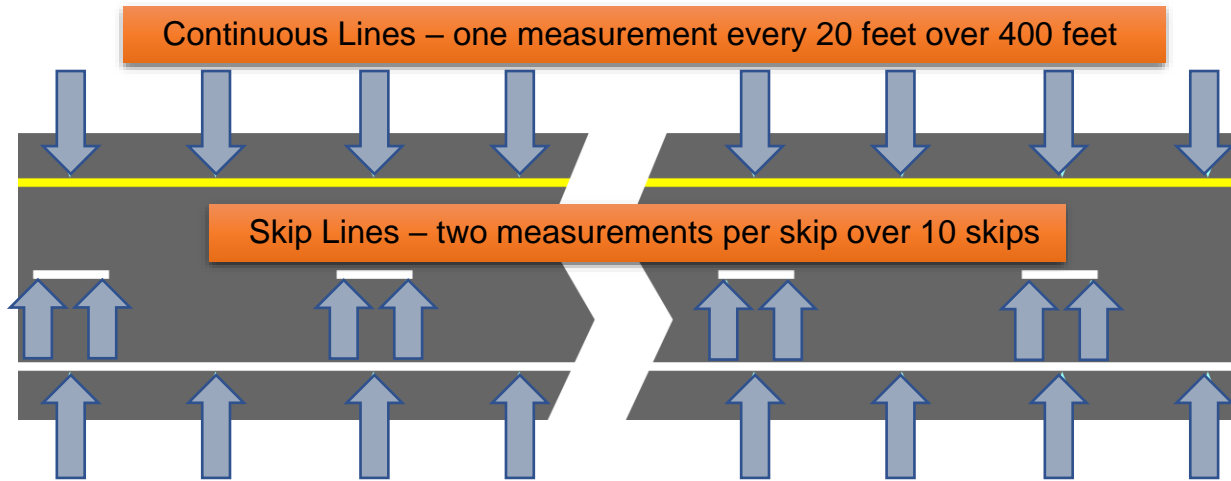 Continuous Lines – one measurement every 20 feet over 400 feet
Skip Lines – two measurements per skip over 10 skips